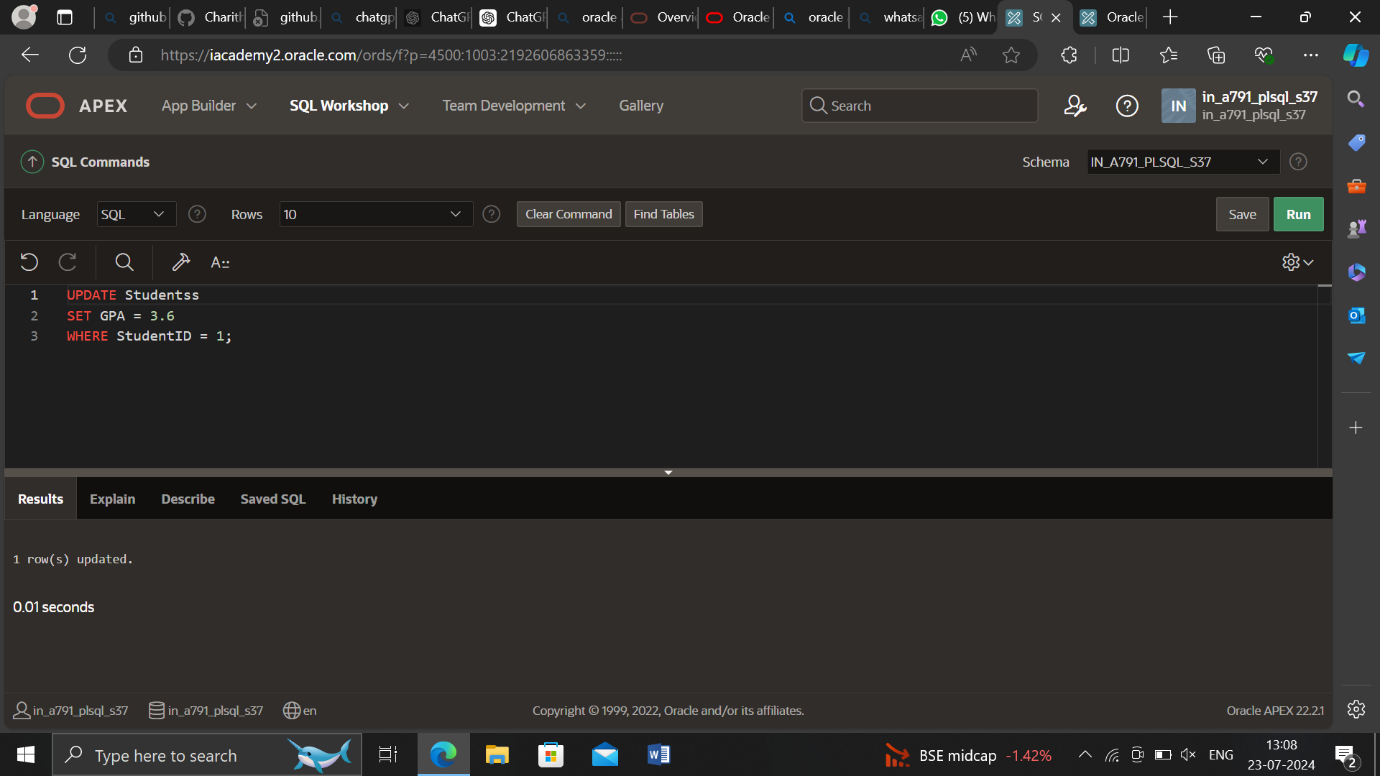 github
Charith
github
chatgp
ChatGF
ChatGF
oracle
Overvi
Oracle
oracle
whatsa
(5) Wh
Oracle
https://iacademy2.oracle.com/ords/f?p=4500:1003:2192606863359:::::
APEX
App Builder
SQL Workshop
Team Development
Gallery
Search
IN
in_a791_plsql_s37
in_a791_plsql_s37
SQL Commands
Schema
IN_A791_PLSQL_S37
Language
SQL
Rows
10
Clear Command
Find Tables
Save
Run
1 UPDATE Studentss
2 SET GPA = 3.6
3 WHERE StudentID = 1;
Results
Explain
Describe
Saved SQL
History
1 row(s) updated.
0.01 seconds
in_a791_plsql_s37
in_a791_plsql_s37
en
Copyright © 1999, 2022, Oracle and/or its affiliates.
Oracle APEX 22.2.1
Type here to search
BSE midcap -1.42%
ENG
13:08
23-07-2024
2